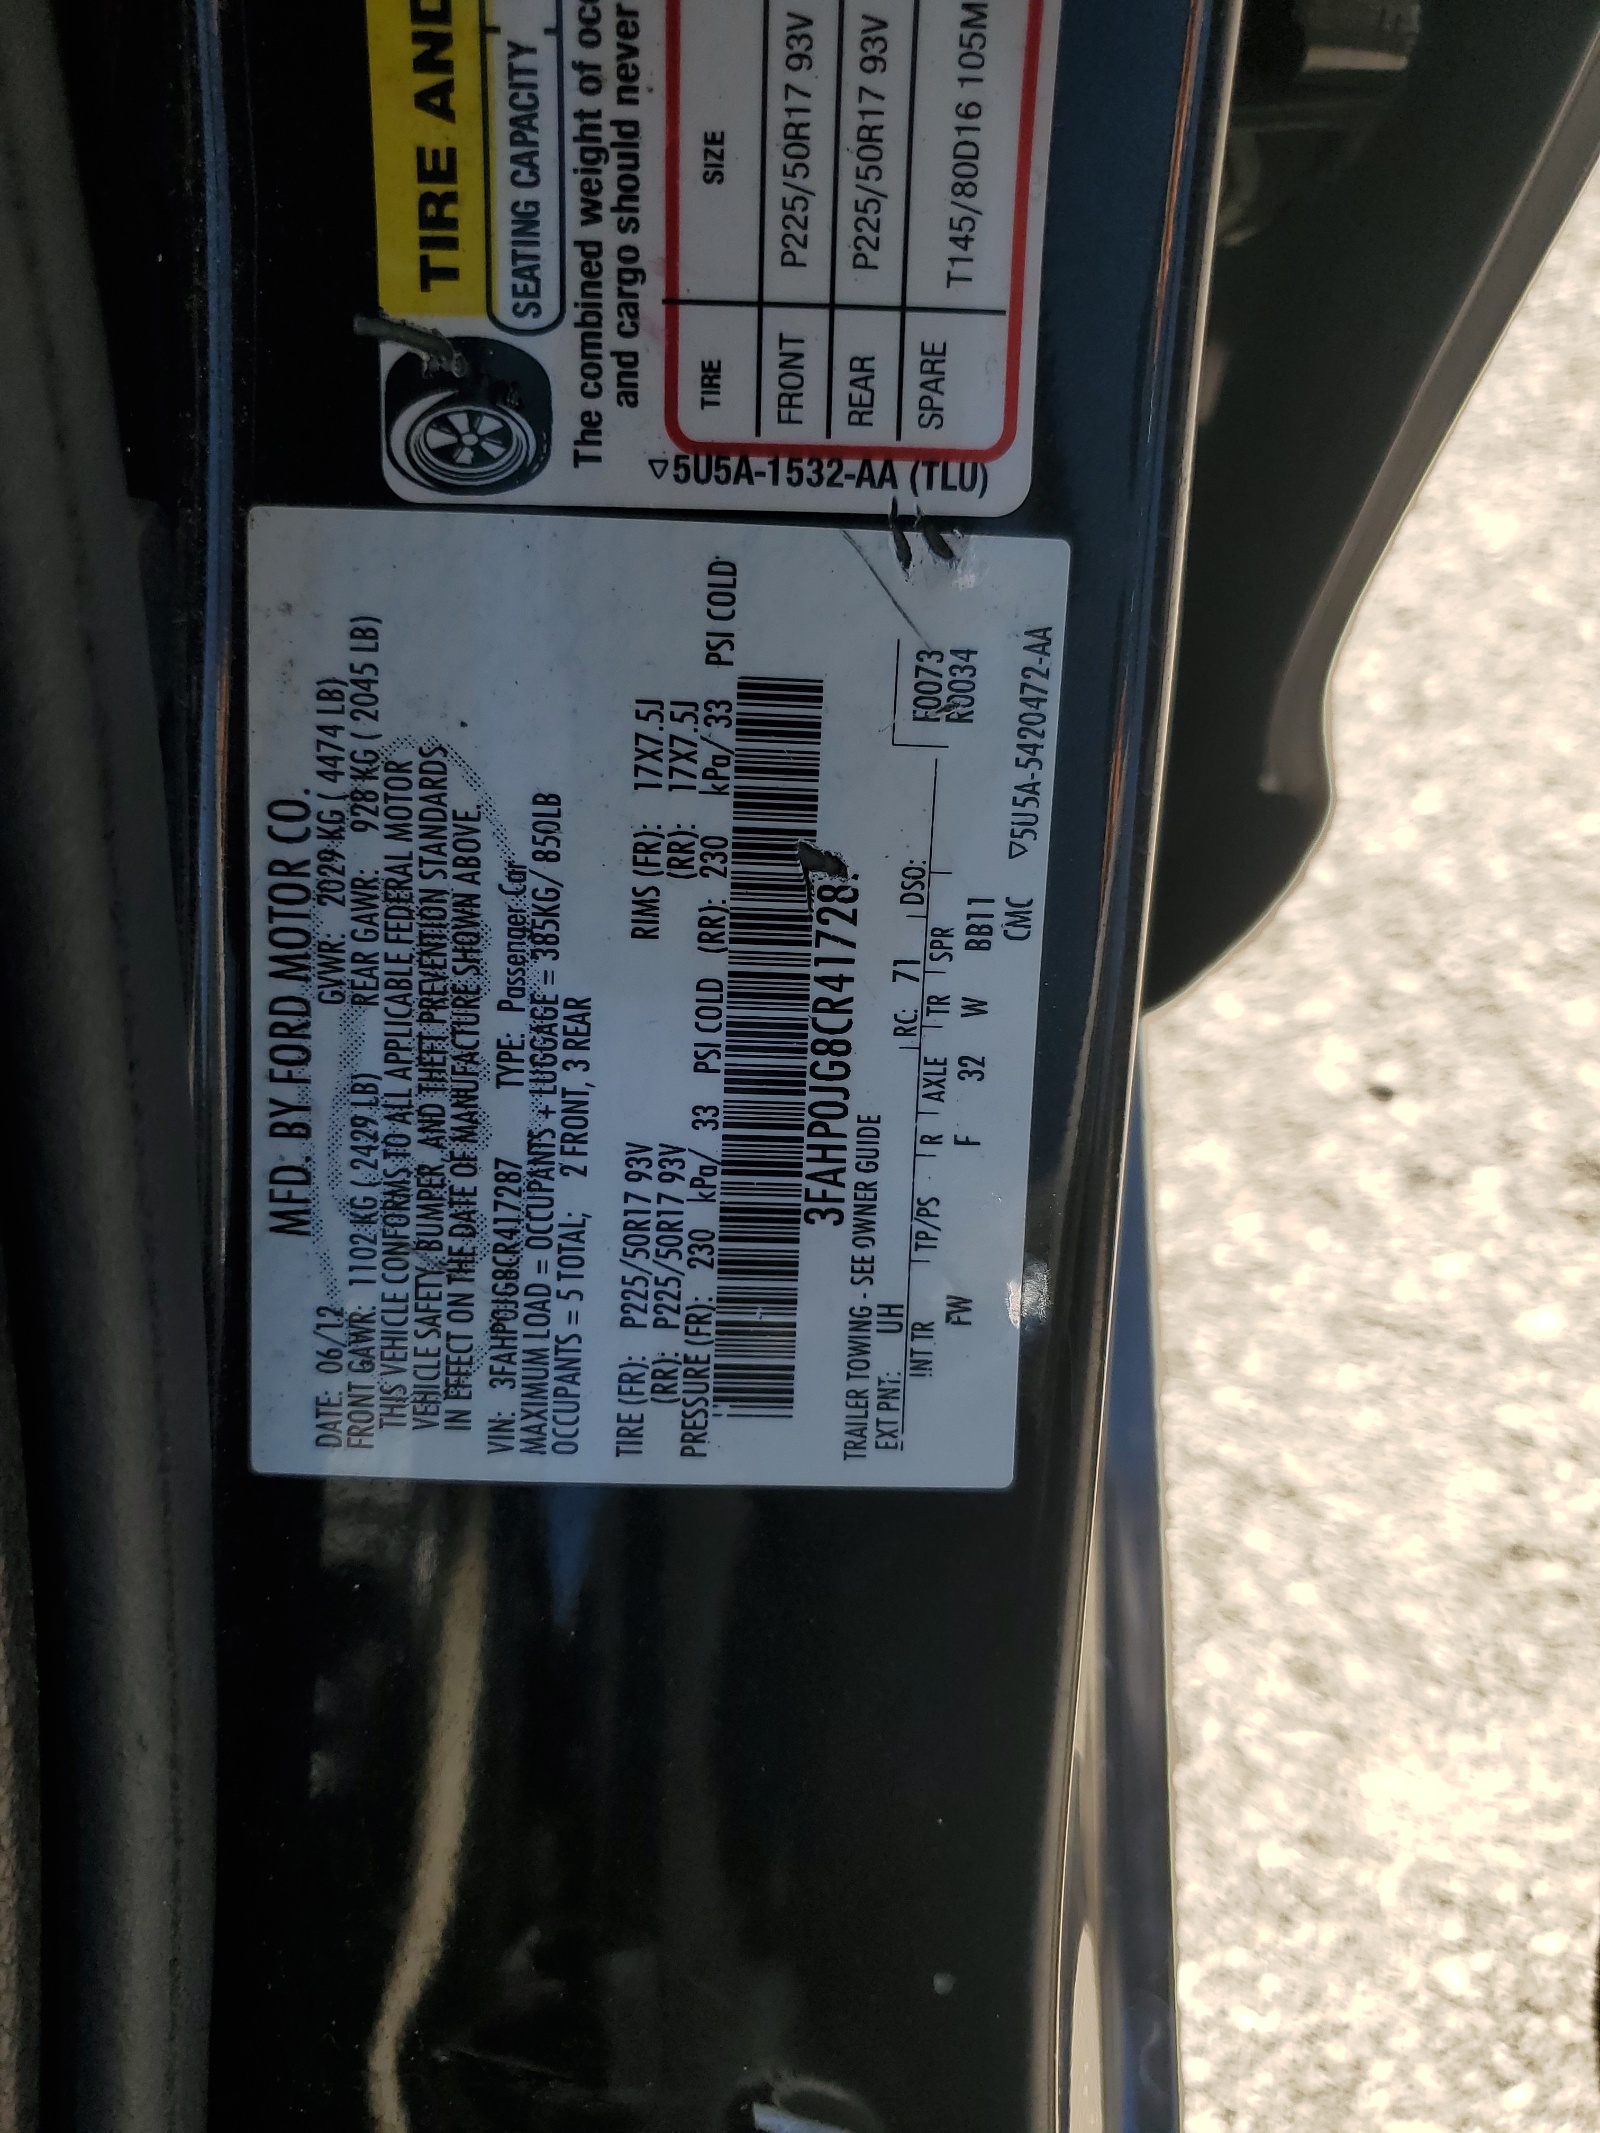 MFD. BY FORD MOTOR CO.
DATE: 06/12 GVWR: 2029 KG ( 4474 LB)
FRONT GAWR: 1102 KG ( 2429 LB) REAR GAWR: 928 KG ( 2045 LB)
THIS VEHICLE CONFORMS TO ALL APPLICABLE FEDERAL MOTOR
VEHICLE SAFETY, BUMPER, AND THEFT PREVENTION STANDARDS
IN EFFECT ON THE DATE OF MANUFACTURE SHOWN ABOVE.
VIN: 3FAHP0JG8CR417287 TYPE: Passenger Car
MAXIMUM LOAD = OCCUPANTS + LUGGAGE = 385KG/ 850LB
OCCUPANTS = 5 TOTAL; 2 FRONT, 3 REAR
TIRE (FR): P225/50R17 93V RIMS (FR): 17X7.5J
(RR): P225/50R17 93V (RR): 17X7.5J
PRESSURE (FR): 230 kPa/ 33 PSI COLD (RR): 230 kPa/ 33 PSI COLD
3FAHP0JG8CR41728
TRAILER TOWING - SEE OWNER GUIDE
EXT PNT: UH RC: 71 DSO: F0073
R0034
INT TR TP/PS R AXLE TR SPR
FW F 32 W BB11
CMC ▽5U5A-5420472-AA
TIRE AND
SEATING CAPACITY
The combined weight of occ
and cargo should never
TIRE SIZE
FRONT P225/50R17 93V
REAR P225/50R17 93V
SPARE T145/80D16 105M
▽5U5A-1532-AA (TLU)